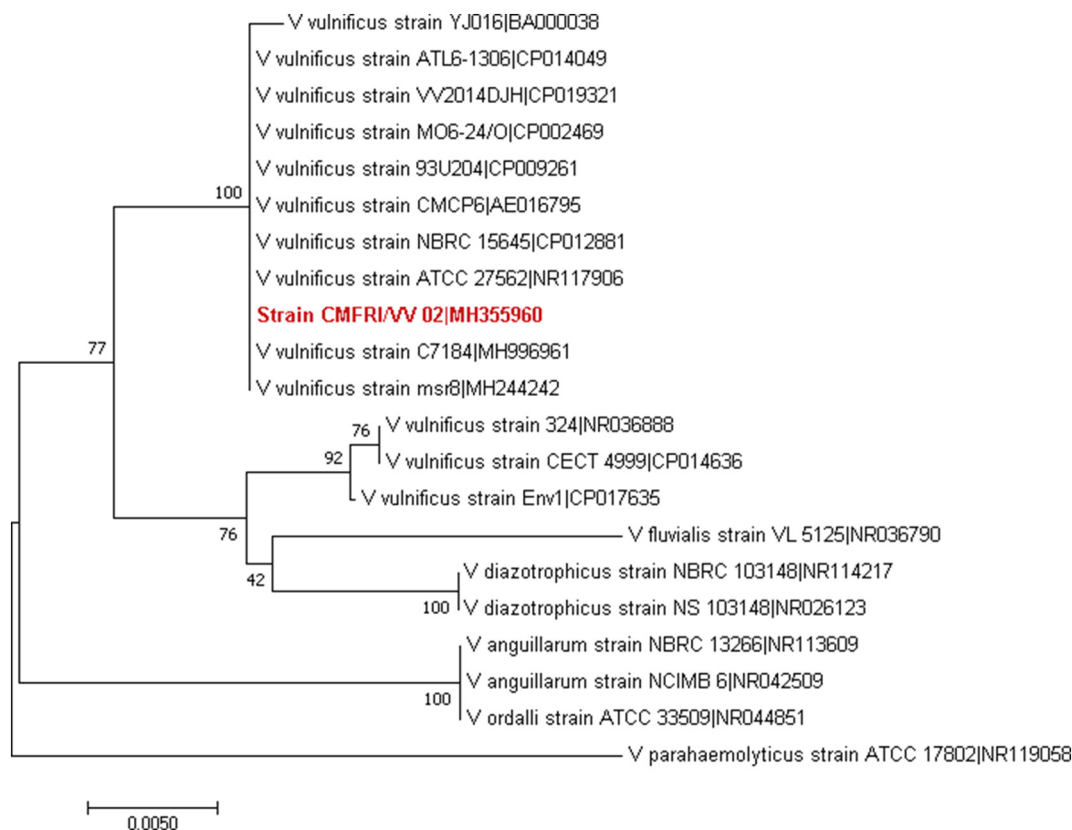 V vulnificus strain YJ016|BA000038
V vulnificus strain ATL6-1306|CP014049
V vulnificus strain VV2014DJH|CP019321
V vulnificus strain MO6-24/O|CP002469
V vulnificus strain 93U204|CP009261
100
V vulnificus strain CMCP6|AE016795
V vulnificus strain NBRC 15645|CP012881
V vulnificus strain ATCC 27562|NR117906
Strain CMFRI/VV 02|MH355960
77
V vulnificus strain C7184|MH996961
V vulnificus strain msr8|MH244242
76
V vulnificus strain 324|NR036888
92
V vulnificus strain CECT 4999|CP014636
V vulnificus strain Env1|CP017635
76
V fluvialis strain VL 5125|NR036790
42
V diazotrophicus strain NBRC 103148|NR114217
100
V diazotrophicus strain NS 103148|NR026123
V anguillarum strain NBRC 13266|NR113609
V anguillarum strain NCIMB 6|NR042509
100
V ordalli strain ATCC 33509|NR044851
V parahaemolyticus strain ATCC 17802|NR119058
0.0050